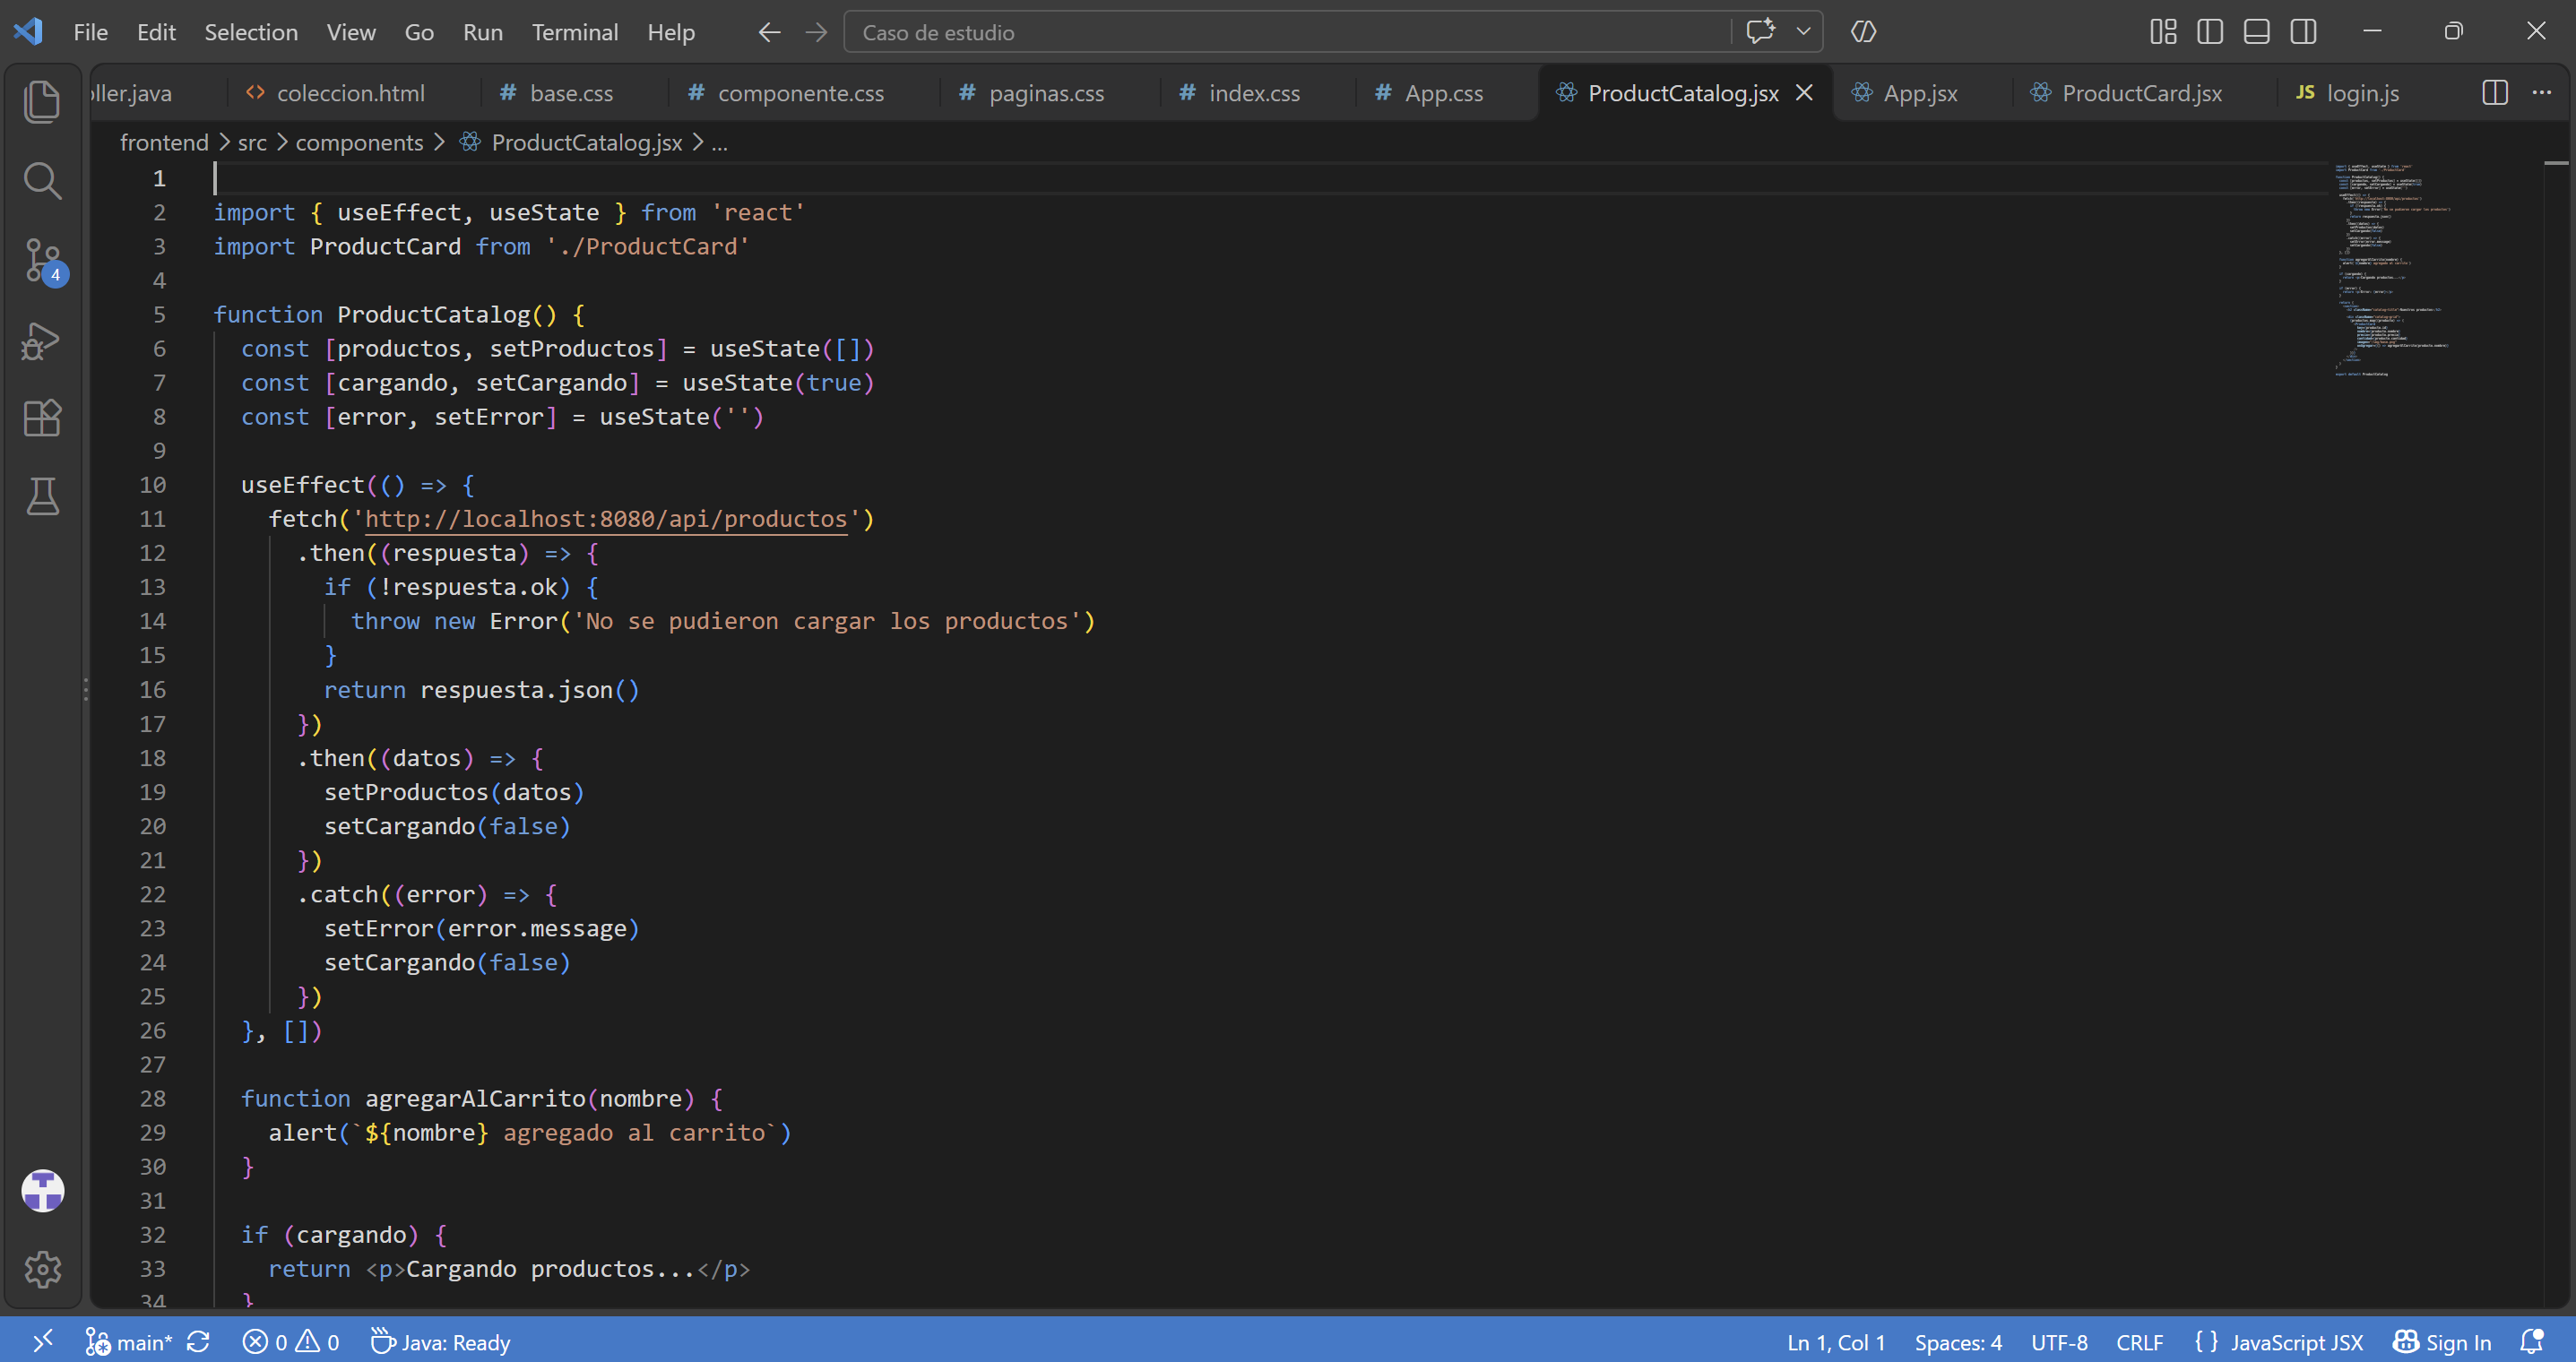 File Edit Selection View Go Run Terminal Help Caso de estudio
ller.java coleccion.html base.css componente.css paginas.css index.css App.css ProductCatalog.jsx App.jsx ProductCard.jsx JS login.js
frontend > src > components > ProductCatalog.jsx > ...
1
2 import { useEffect, useState } from 'react'
3 import ProductCard from './ProductCard'
4
5 function ProductCatalog() {
6 const [productos, setProductos] = useState([])
7 const [cargando, setCargando] = useState(true)
8 const [error, setError] = useState('')
9
10 useEffect(() => {
11 fetch('http://localhost:8080/api/productos')
12 .then((respuesta) => {
13 if (!respuesta.ok) {
14 throw new Error('No se pudieron cargar los productos')
15 }
16 return respuesta.json()
17 })
18 .then((datos) => {
19 setProductos(datos)
20 setCargando(false)
21 })
22 .catch((error) => {
23 setError(error.message)
24 setCargando(false)
25 })
26 }, [])
27
28 function agregarAlCarrito(nombre) {
29 alert(`${nombre} agregado al carrito`)
30 }
31
32 if (cargando) {
33 return <p>Cargando productos...</p>
34 }
4
main* 0 0 Java: Ready Ln 1, Col 1 Spaces: 4 UTF-8 CRLF {} JavaScript JSX Sign In